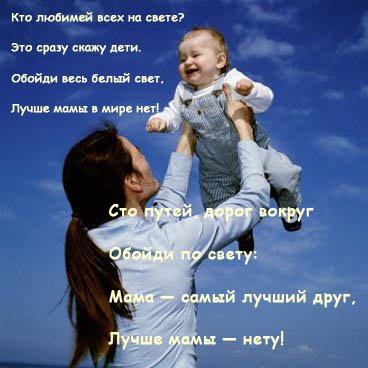 Кто любимей всех на свете?
Это сразу скажу дети.
Обойди весь белый свет,
Лучше мамы в мире нет!
Сто путей, дорог вокруг
Обойди по свету:
Мама — самый лучший друг,
Лучше мамы — нету!